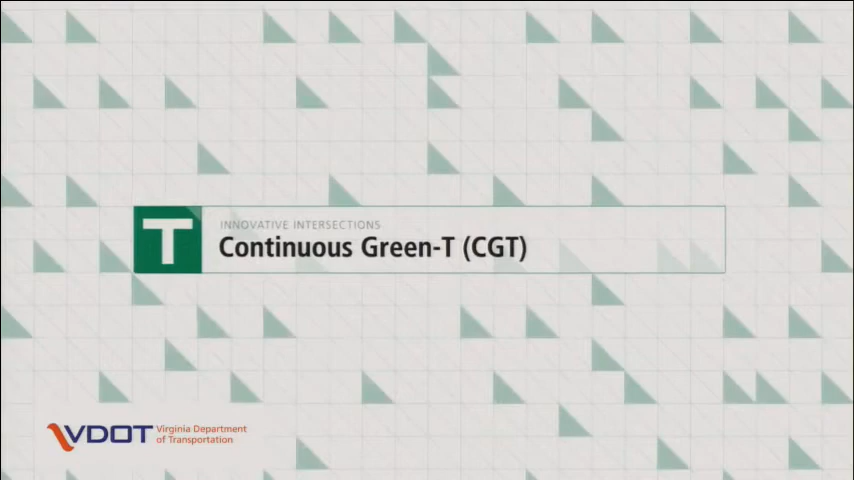 T
INNOVATIVE INTERSECTIONS
Continuous Green-T (CGT)
VDOT Virginia Department
of Transportation